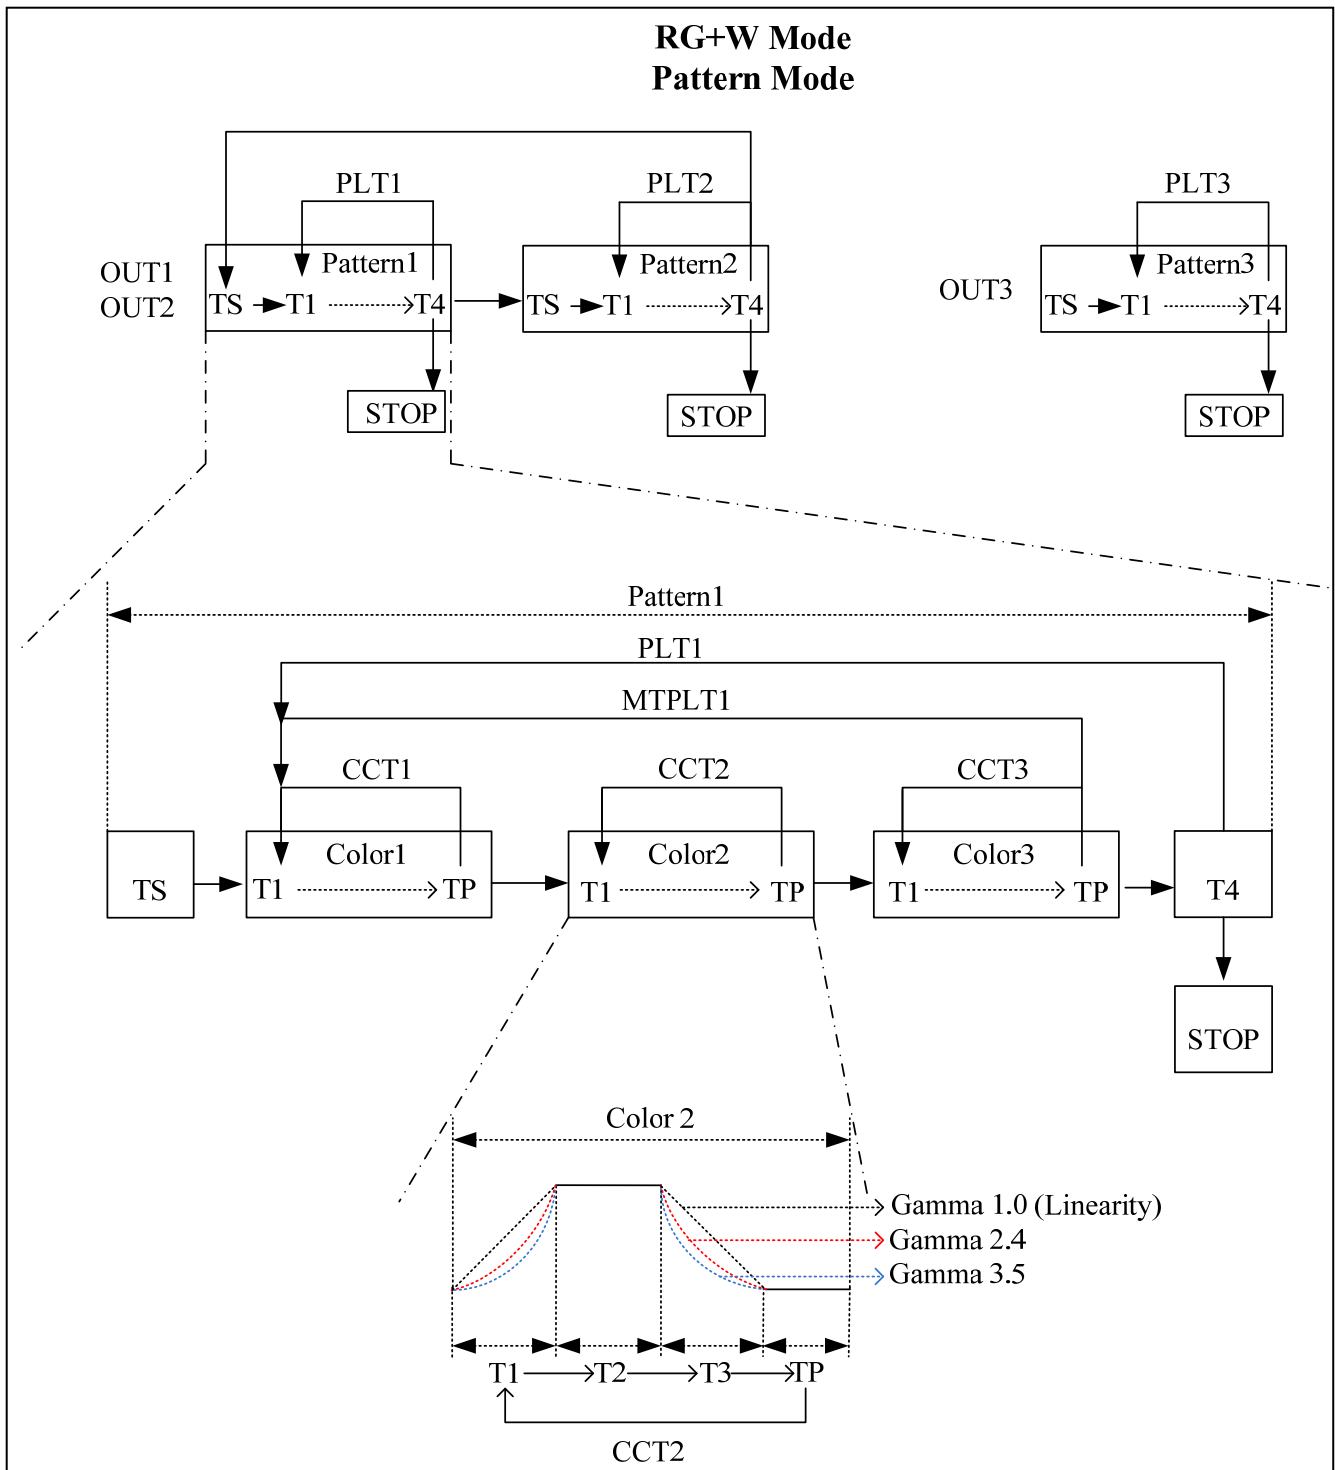 RG+W Mode
Pattern Mode
PLT1
PLT2
PLT3
OUT1
OUT2
Pattern1
TS
T1
T4
Pattern2
TS
T1
T4
OUT3
Pattern3
TS
T1
T4
STOP
STOP
STOP
Pattern1
PLT1
MTPLT1
CCT1
CCT2
CCT3
TS
Color1
T1
TP
Color2
T1
TP
Color3
T1
TP
T4
STOP
Color 2
Gamma 1.0 (Linearity)
Gamma 2.4
Gamma 3.5
T1
T2
T3
TP
CCT2